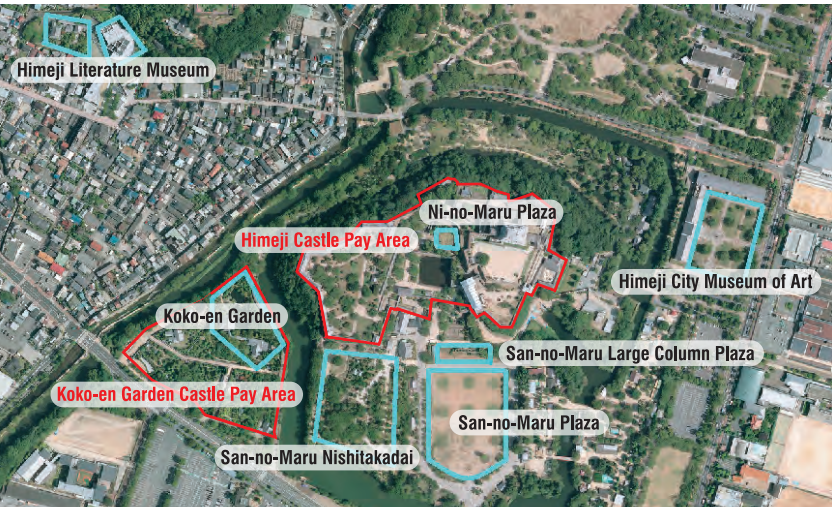 Himeji Literature Museum
Ni-no-Maru Plaza
Himeji Castle Pay Area
Himeji City Museum of Art
Koko-en Garden
San-no-Maru Large Column Plaza
Koko-en Garden Castle Pay Area
San-no-Maru Plaza
San-no-Maru Nishitakadai